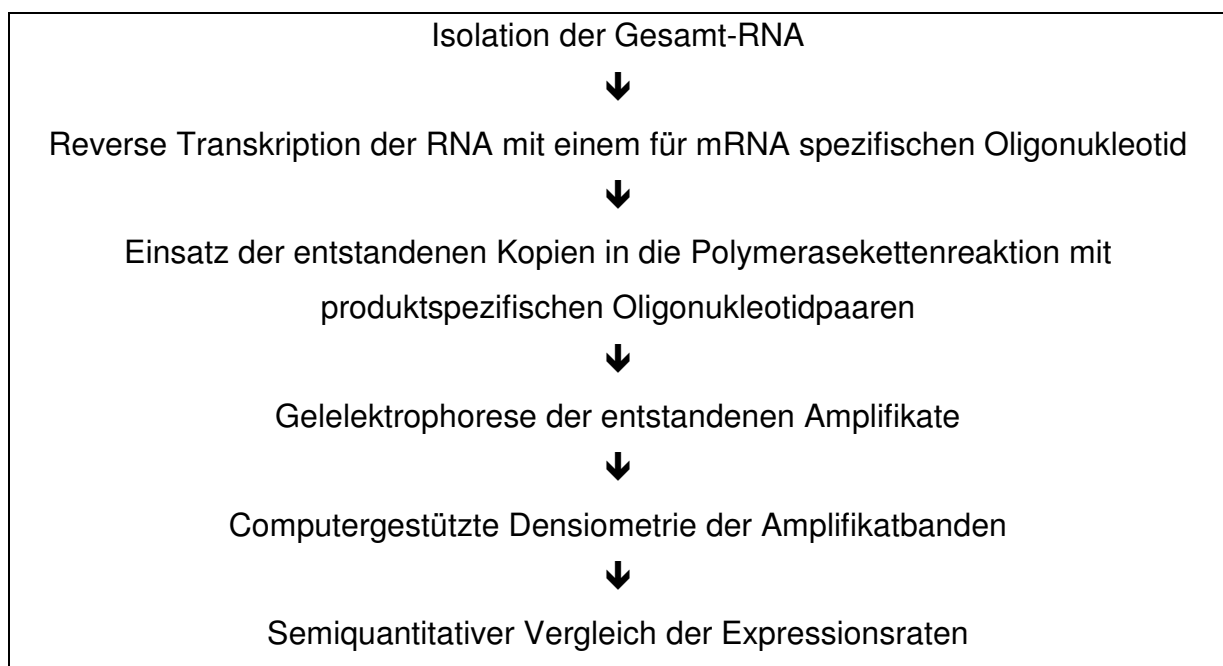 Isolation der Gesamt-RNA
🡻
Reverse Transkription der RNA mit einem für mRNA spezifischen Oligonukleotid
🡻
Einsatz der entstandenen Kopien in die Polymerasekettenreaktion mit
produktspezifischen Oligonukleotidpaaren
🡻
Gelelektrophorese der entstandenen Amplifikate
🡻
Computergestützte Densiometrie der Amplifikatbanden
🡻
Semiquantitativer Vergleich der Expressionsraten